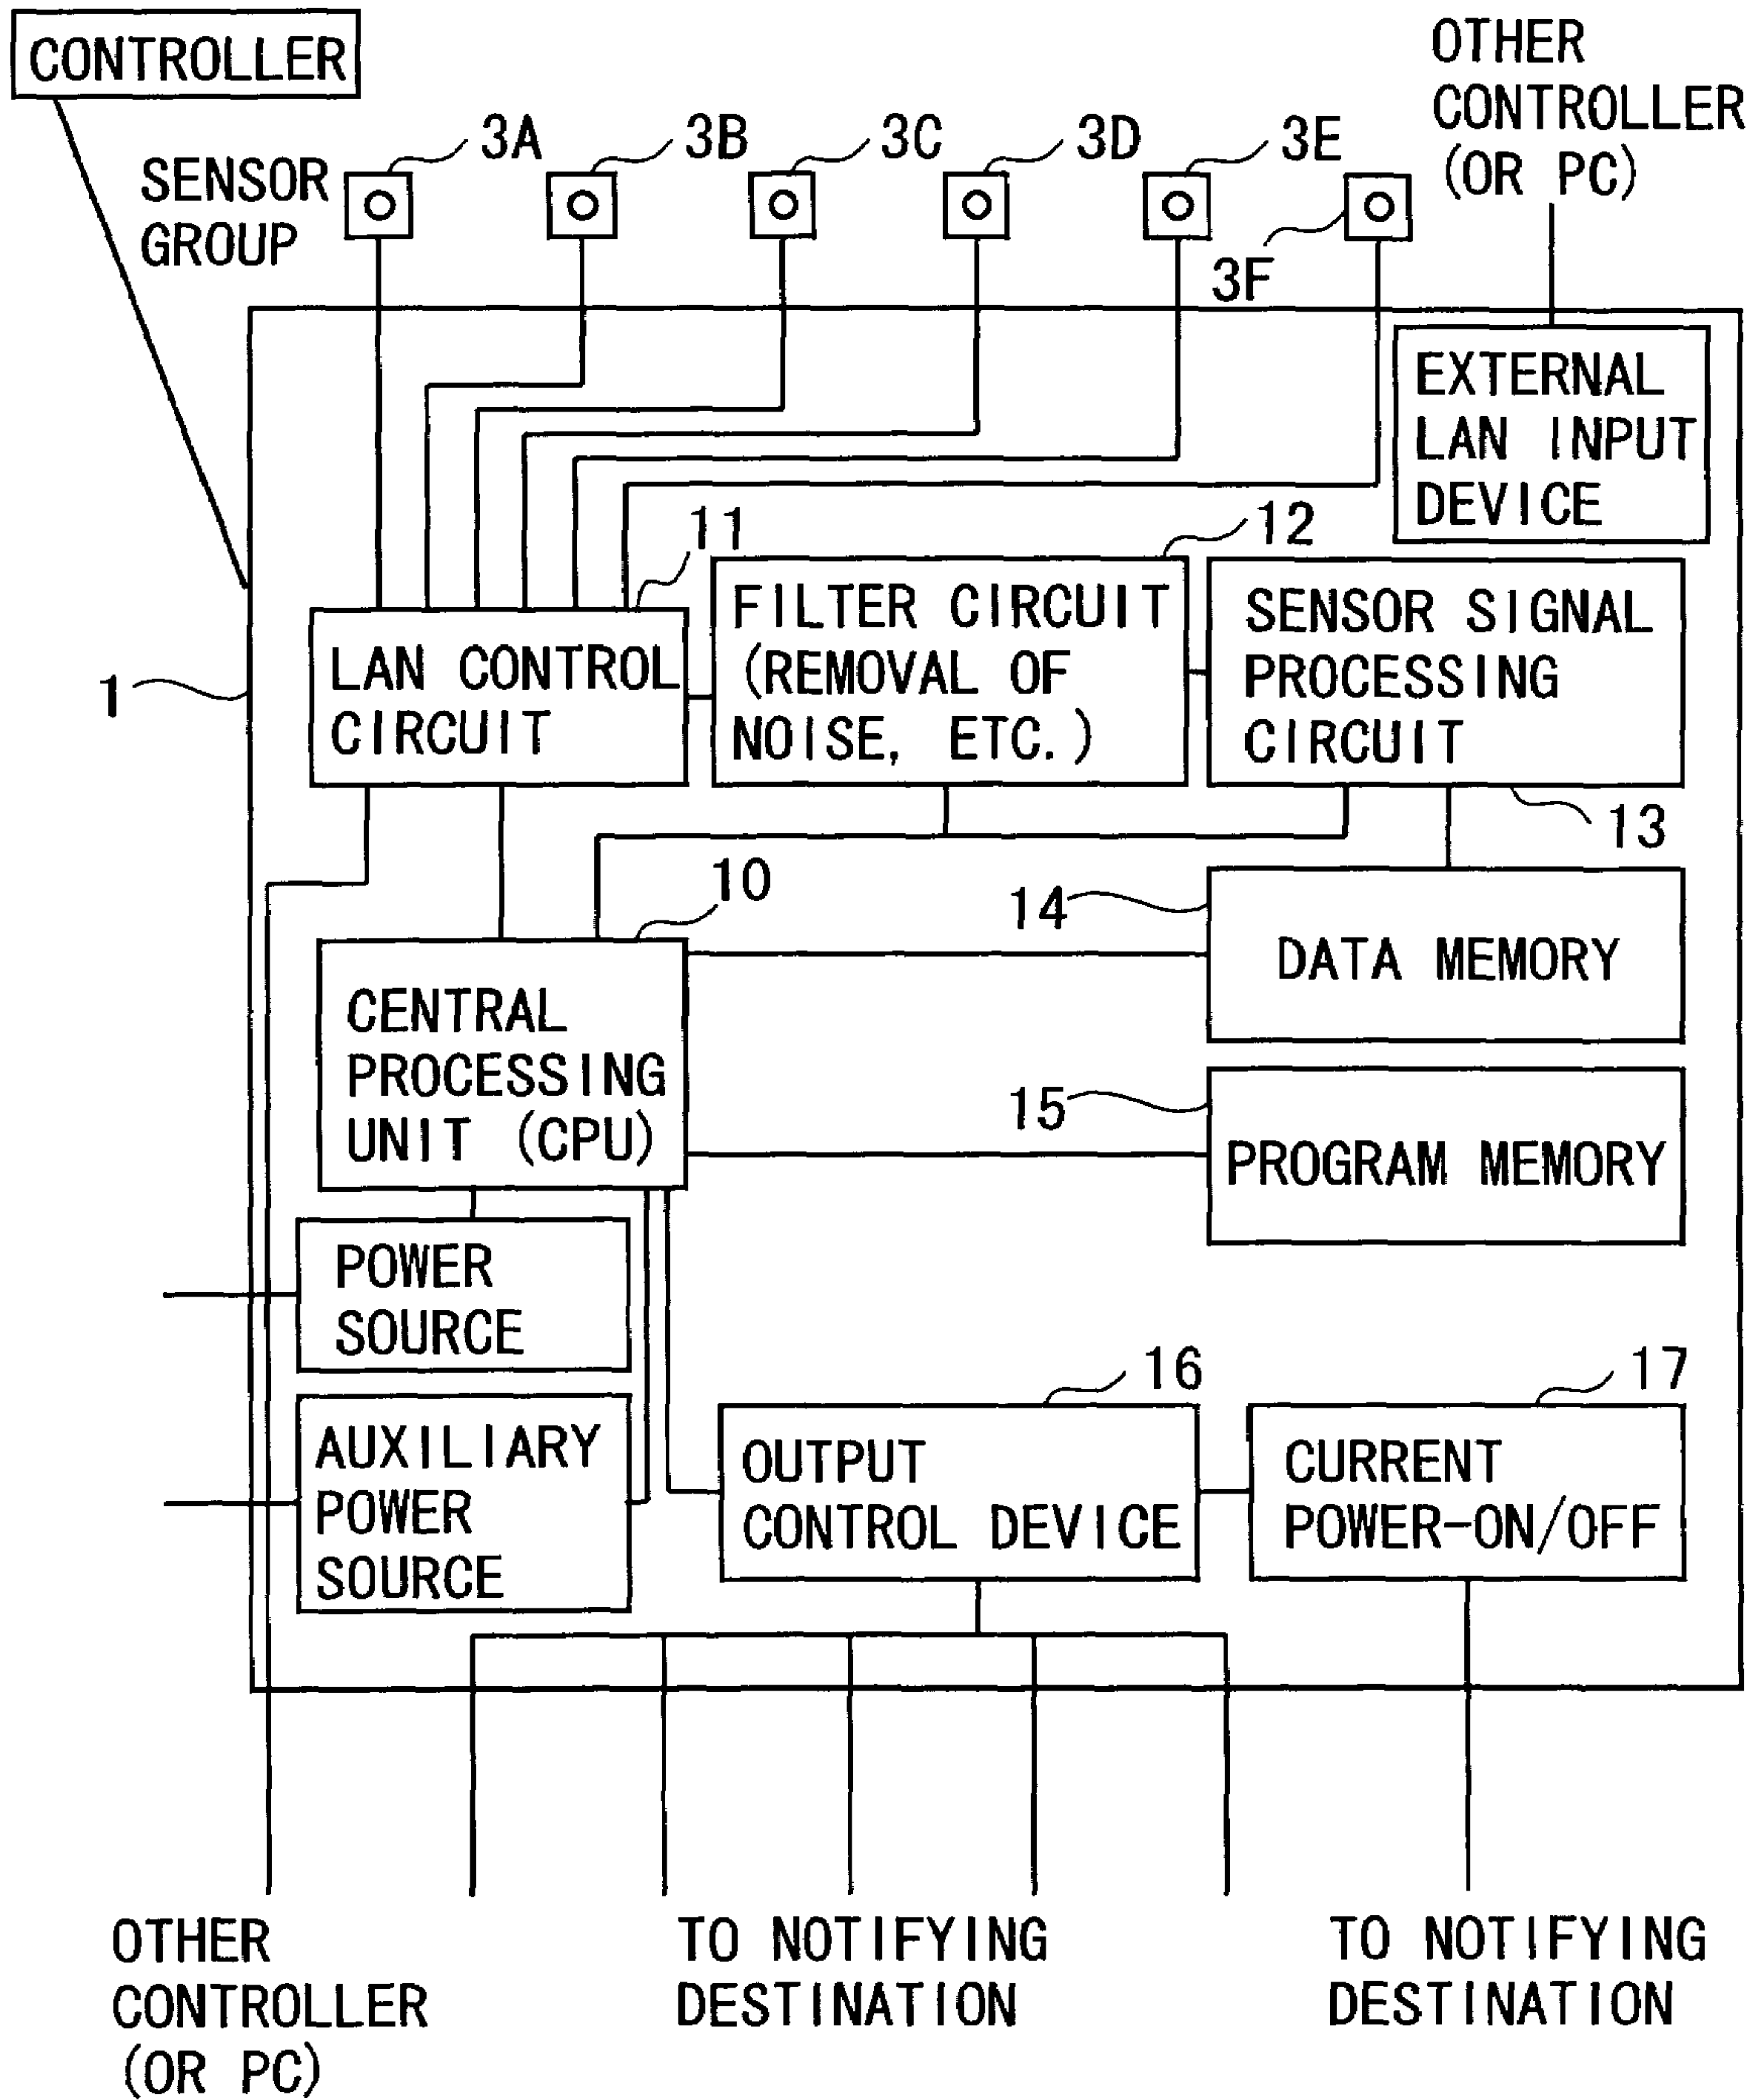 CONTROLLER
OTHER
CONTROLLER
(OR PC)
SENSOR
GROUP
3A
3B
3C
3D
3E
3F
EXTERNAL
LAN INPUT
DEVICE
11
12
LAN CONTROL
CIRCUIT
FILTER CIRCUIT
(REMOVAL OF
NOISE, ETC.)
SENSOR SIGNAL
PROCESSING
CIRCUIT
1
13
10
14
DATA MEMORY
CENTRAL
PROCESSING
UNIT (CPU)
15
PROGRAM MEMORY
POWER
SOURCE
16
17
AUXILIARY
POWER
SOURCE
OUTPUT
CONTROL DEVICE
CURRENT
POWER-ON/OFF
OTHER
CONTROLLER
(OR PC)
TO NOTIFYING
DESTINATION
TO NOTIFYING
DESTINATION